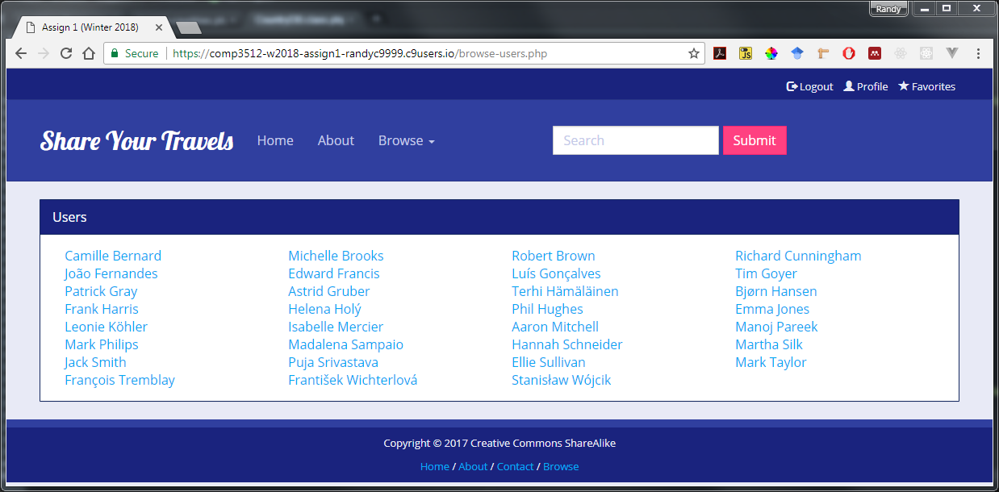 Randy
Assign 1 (Winter 2018)
Secure https://comp3512-w2018-assign1-randyc9999.c9users.io/browse-users.php
JS
Logout Profile Favorites
Share Your Travels Home About Browse Search Submit
Users
Camille Bernard Michelle Brooks Robert Brown Richard Cunningham
João Fernandes Edward Francis Luís Gonçalves Tim Goyer
Patrick Gray Astrid Gruber Terhi Hämäläinen Bjørn Hansen
Frank Harris Helena Holý Phil Hughes Emma Jones
Leonie Köhler Isabelle Mercier Aaron Mitchell Manoj Pareek
Mark Philips Madalena Sampaio Hannah Schneider Martha Silk
Jack Smith Puja Srivastava Ellie Sullivan Mark Taylor
François Tremblay František Wichterlová Stanisław Wójcik
Copyright © 2017 Creative Commons ShareAlike
Home / About / Contact / Browse